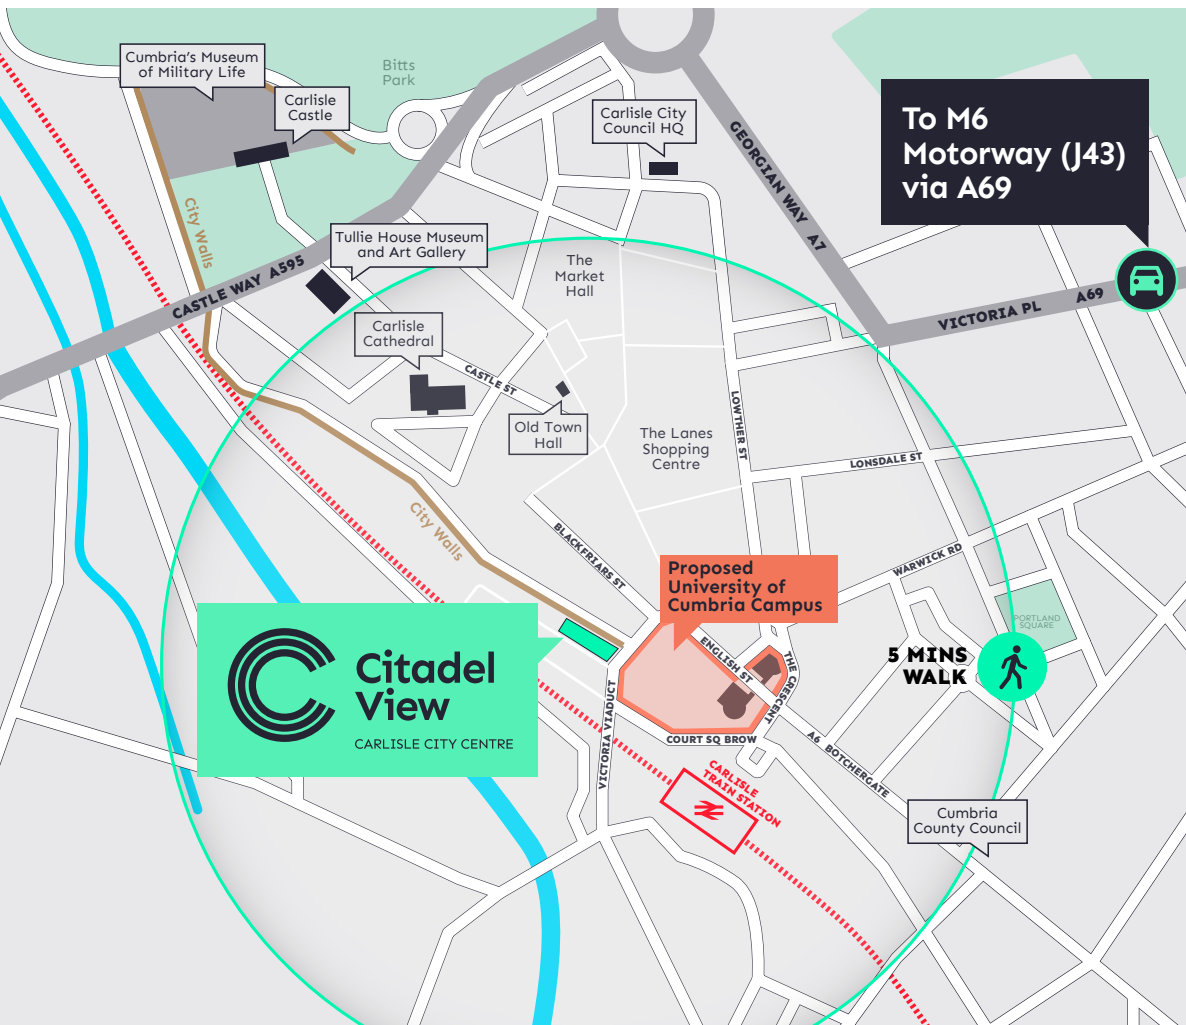 Cumbria's Museum
of Military Life
Bitts
Park
Carlisle
Castle
Carlisle City
Council HQ
GEORGIAN WAY A7
To M6
Motorway (J43)
via A69
City Walls
Tullie House Museum
and Art Gallery
CASTLE WAY A595
The
Market
Hall
VICTORIA PL
A69
Carlisle
Cathedral
CASTLE ST
Old Town
Hall
The Lanes
Shopping
Centre
LOWTHER ST
LONSDALE ST
City Walls
BLACKFRIARS ST
WARWICK RD
Proposed
University of
Cumbria Campus
PORTLAND
SQUARE
ENGLISH ST
THE CRESCENT
5 MINS
WALK
C
Citadel
View
CARLISLE CITY CENTRE
VICTORIA VIADUCT
COURT SQ BROW
A6 BOTCHERGATE
CARLISLE
TRAIN STATION
Cumbria
County Council